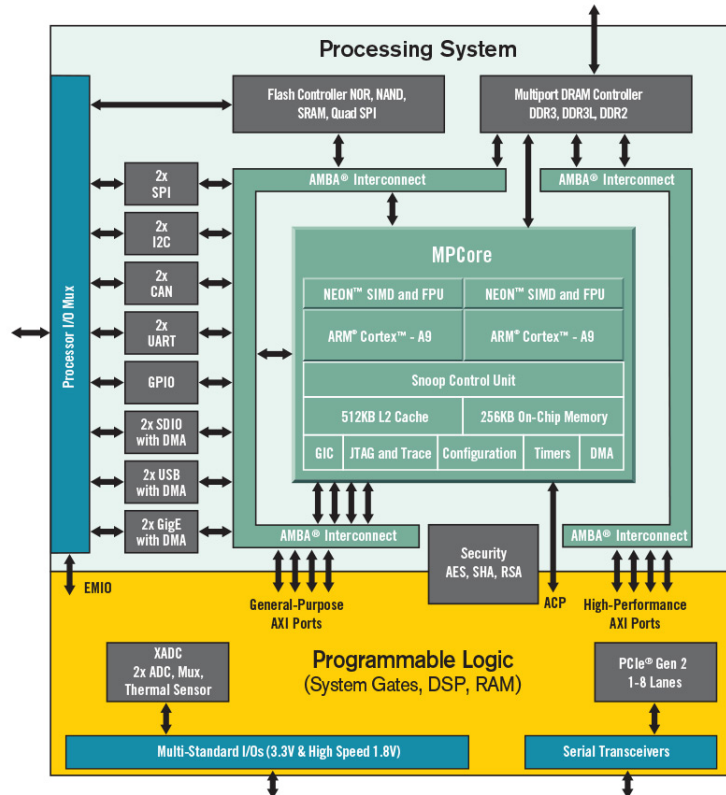 Processing System
Flash Controller NOR, NAND,
SRAM, Quad SPI
Multiport DRAM Controller
DDR3, DDR3L, DDR2
Processor I/O Mux
2x
SPI
2x
I2C
2x
CAN
2x
UART
GPIO
2x SDIO
with DMA
2x USB
with DMA
2x GigE
with DMA
AMBA® Interconnect
AMBA® Interconnect
MPCore
NEON™ SIMD and FPU
NEON™ SIMD and FPU
ARM® Cortex™ - A9
ARM® Cortex™ - A9
Snoop Control Unit
512KB L2 Cache
256KB On-Chip Memory
GIC
JTAG and Trace
Configuration
Timers
DMA
AMBA® Interconnect
AMBA® Interconnect
Security
AES, SHA, RSA
EMIO
General-Purpose
AXI Ports
ACP
High-Performance
AXI Ports
XADC
2x ADC, Mux,
Thermal Sensor
Programmable Logic
(System Gates, DSP, RAM)
PCIe® Gen 2
1-8 Lanes
Multi-Standard I/Os (3.3V & High Speed 1.8V)
Serial Transceivers